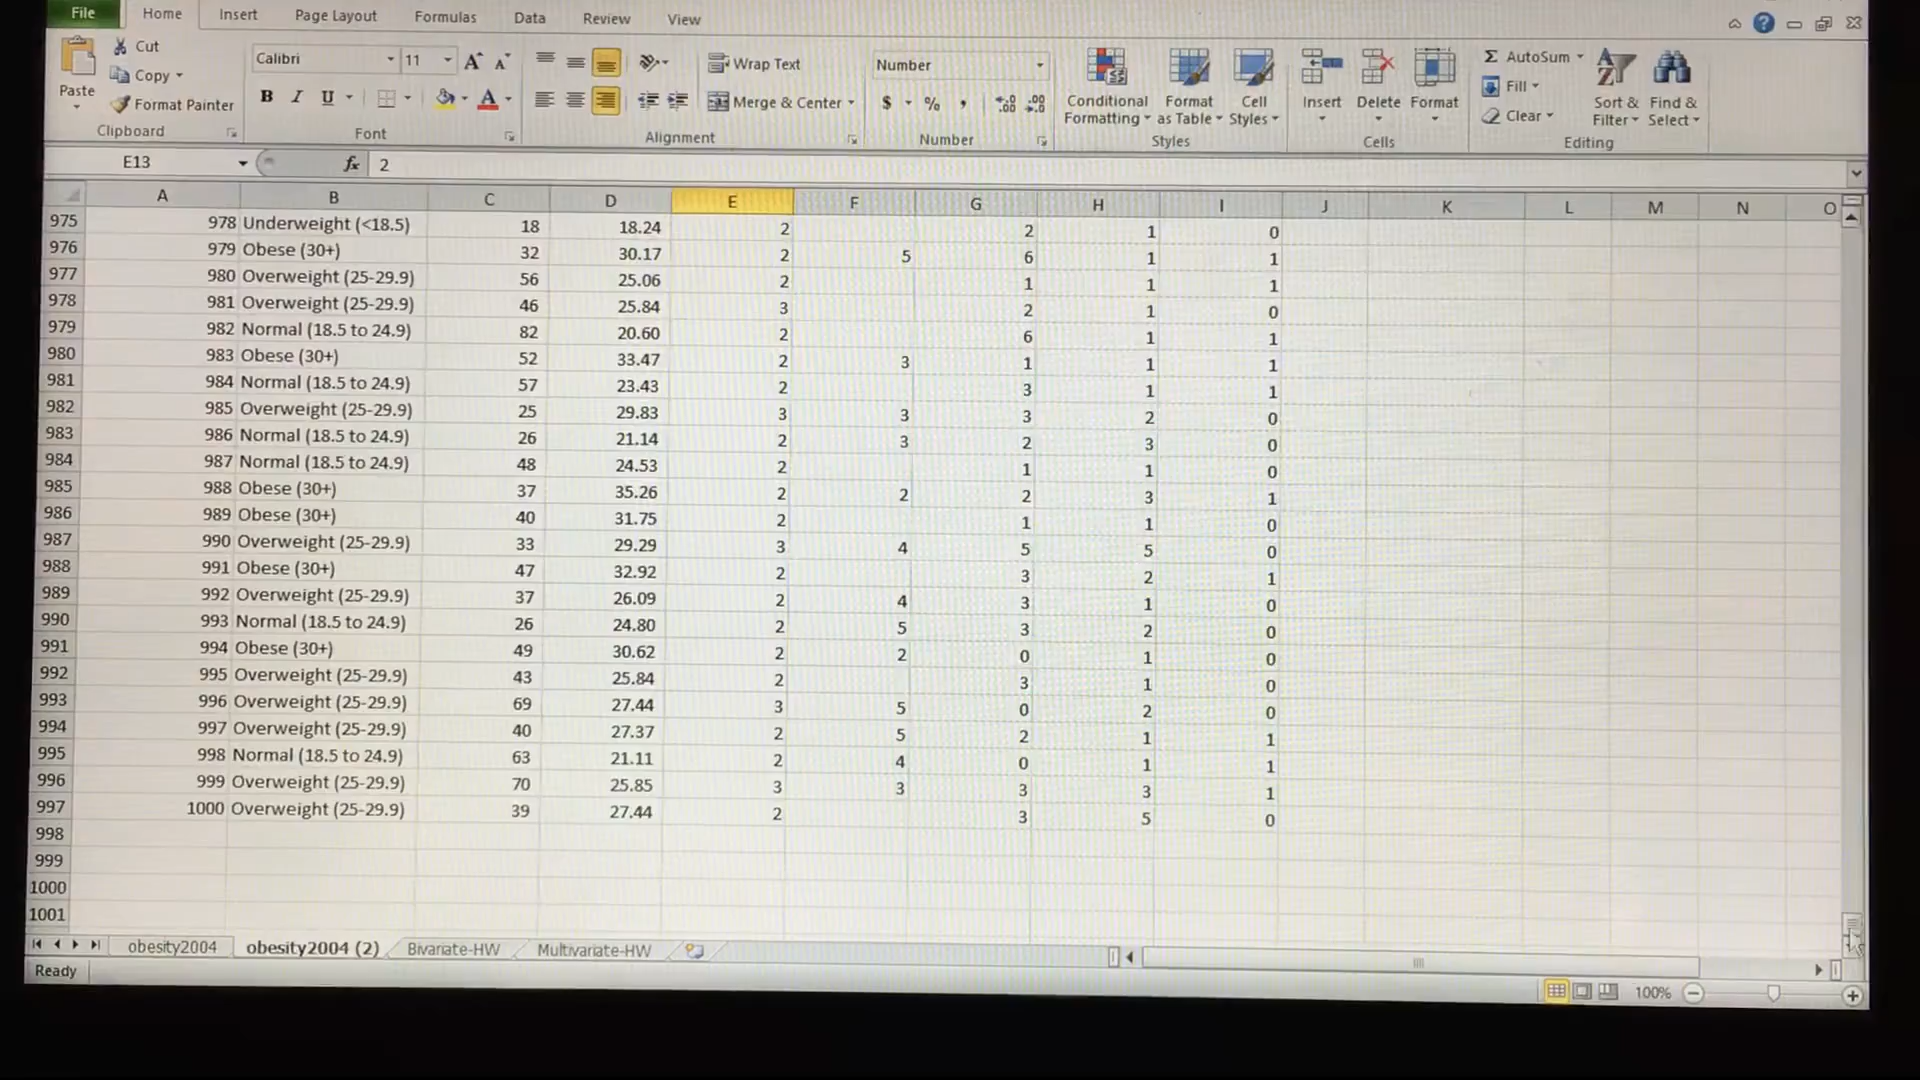 File Home Insert Page Layout Formulas Data Review View
Paste Cut Copy Format Painter Clipboard
Calibri 11 B I U A Font
Wrap Text Merge & Center Alignment
Number $ % , Number
Conditional Formatting Format as Table Cell Styles Styles
Insert Delete Format Cells
Σ AutoSum Fill Clear Sort & Filter Find & Select Editing
E13 fx 2
A B C D E F G H I J K L M N O
975 978 Underweight (<18.5) 18 18.24 2 2 1 0
976 979 Obese (30+) 32 30.17 2 5 6 1 1
977 980 Overweight (25-29.9) 56 25.06 2 1 1 1
978 981 Overweight (25-29.9) 46 25.84 3 2 1 0
979 982 Normal (18.5 to 24.9) 82 20.60 2 6 1 1
980 983 Obese (30+) 52 33.47 2 3 1 1 1
981 984 Normal (18.5 to 24.9) 57 23.43 2 3 1 1
982 985 Overweight (25-29.9) 25 29.83 3 3 3 2 0
983 986 Normal (18.5 to 24.9) 26 21.14 2 3 2 3 0
984 987 Normal (18.5 to 24.9) 48 24.53 2 1 1 0
985 988 Obese (30+) 37 35.26 2 2 2 3 1
986 989 Obese (30+) 40 31.75 2 1 1 0
987 990 Overweight (25-29.9) 33 29.29 3 4 5 5 0
988 991 Obese (30+) 47 32.92 2 3 2 1
989 992 Overweight (25-29.9) 37 26.09 2 4 3 1 0
990 993 Normal (18.5 to 24.9) 26 24.80 2 5 3 2 0
991 994 Obese (30+) 49 30.62 2 2 0 1 0
992 995 Overweight (25-29.9) 43 25.84 2 3 1 0
993 996 Overweight (25-29.9) 69 27.44 3 5 0 2 0
994 997 Overweight (25-29.9) 40 27.37 2 5 2 1 1
995 998 Normal (18.5 to 24.9) 63 21.11 2 4 0 1 1
996 999 Overweight (25-29.9) 70 25.85 3 3 3 3 1
997 1000 Overweight (25-29.9) 39 27.44 2 3 5 0
998
999
1000
1001
obesity2004 obesity2004 (2) Bivariate-HW Multivariate-HW
Ready 100%